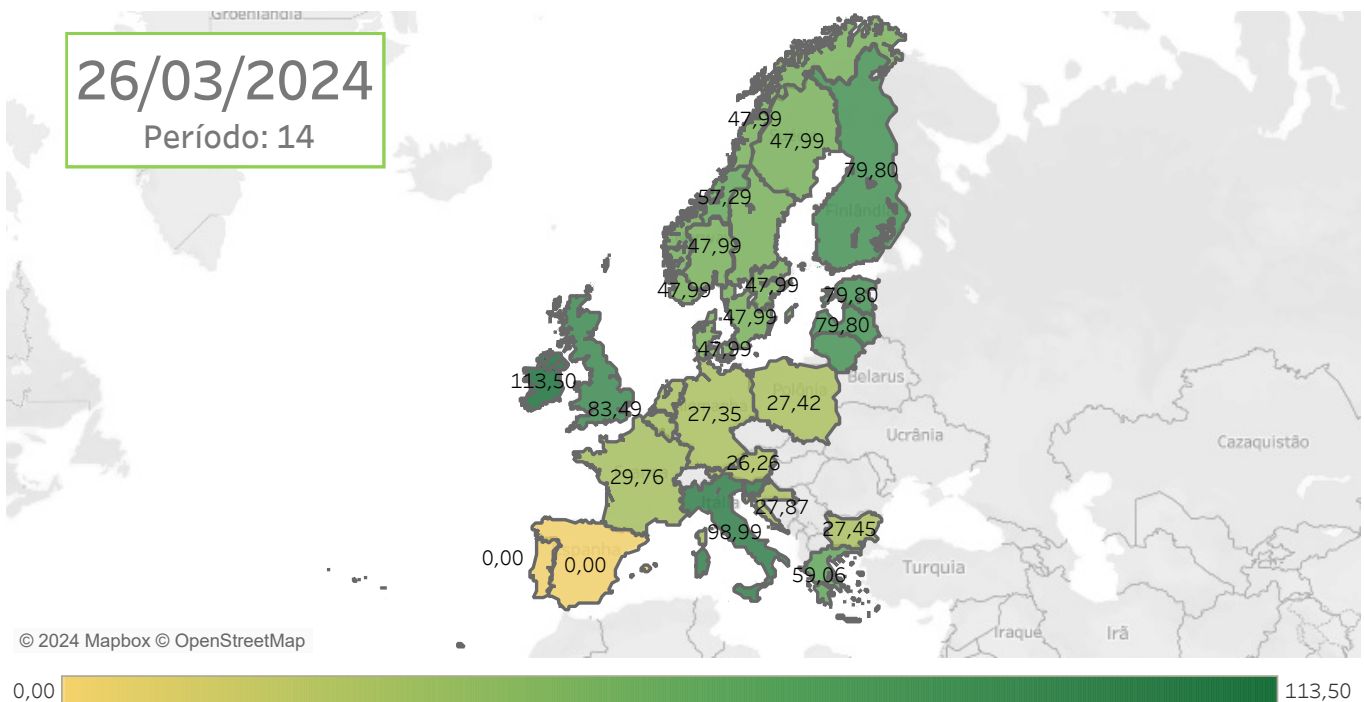 Groenlândia
26/03/2024
Período: 14
47,99
47,99
79,80
57,29
Finlândia
47,99
47,99
47,99
79,80
47,99
79,80
47,99
113,50
83,49
27,35
Polônia
27,42
Belarus
Ucrânia
Cazaquistão
29,76
26,26
Itália
27,87
98,99
27,45
0,00
Espanha
0,00
59,06
Turquia
Iraque
Irã
© 2024 Mapbox © OpenStreetMap
0,00
113,50